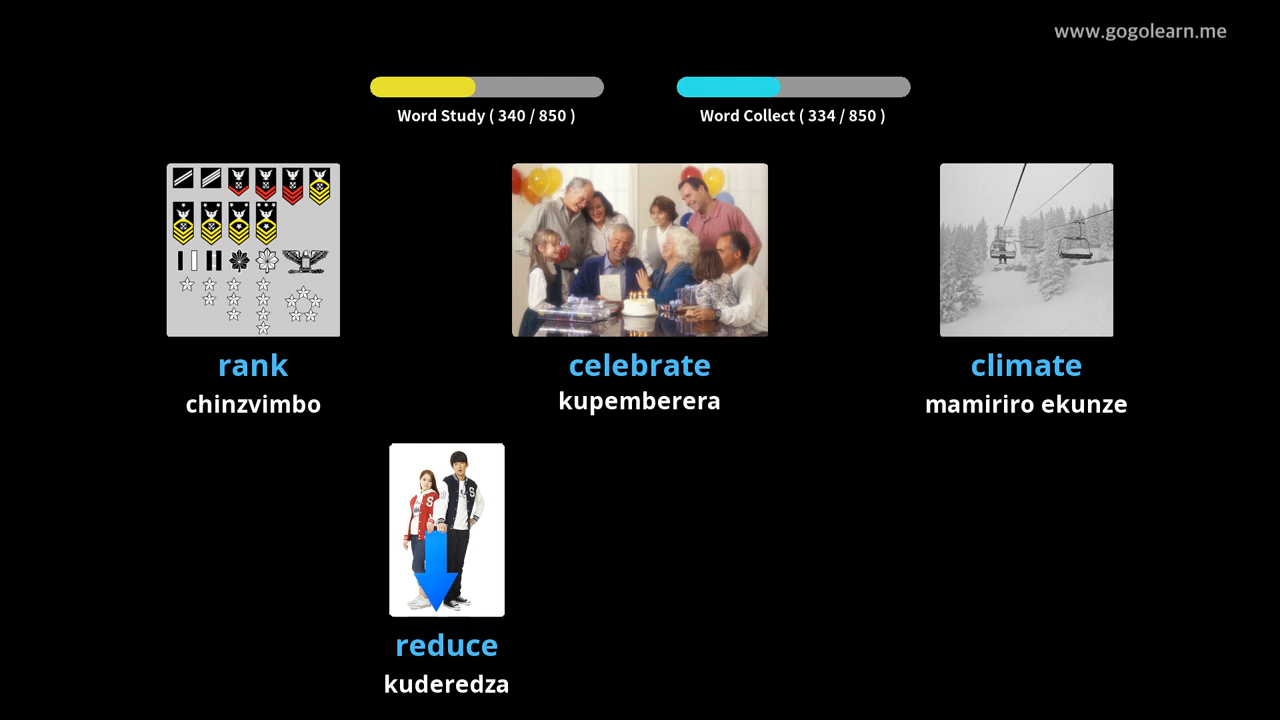 www.gogolearn.me
Word Study ( 340 / 850 )
Word Collect ( 334 / 850 )
rank
chinzvimbo
celebrate
kupemberera
climate
mamiriro ekunze
S
S
reduce
kuderedza